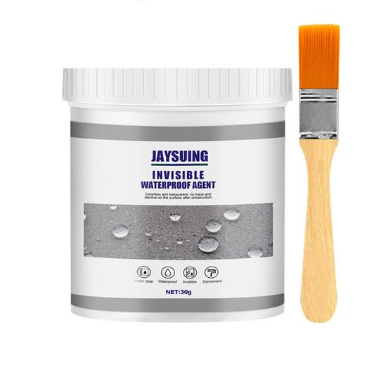 JAYSUING
INVISIBLE
WATERPROOF AGENT
Colorless and transparent, no trace and
residue on the surface after construction
clear
Waterproof
Invisible
Convenient
NET:30g